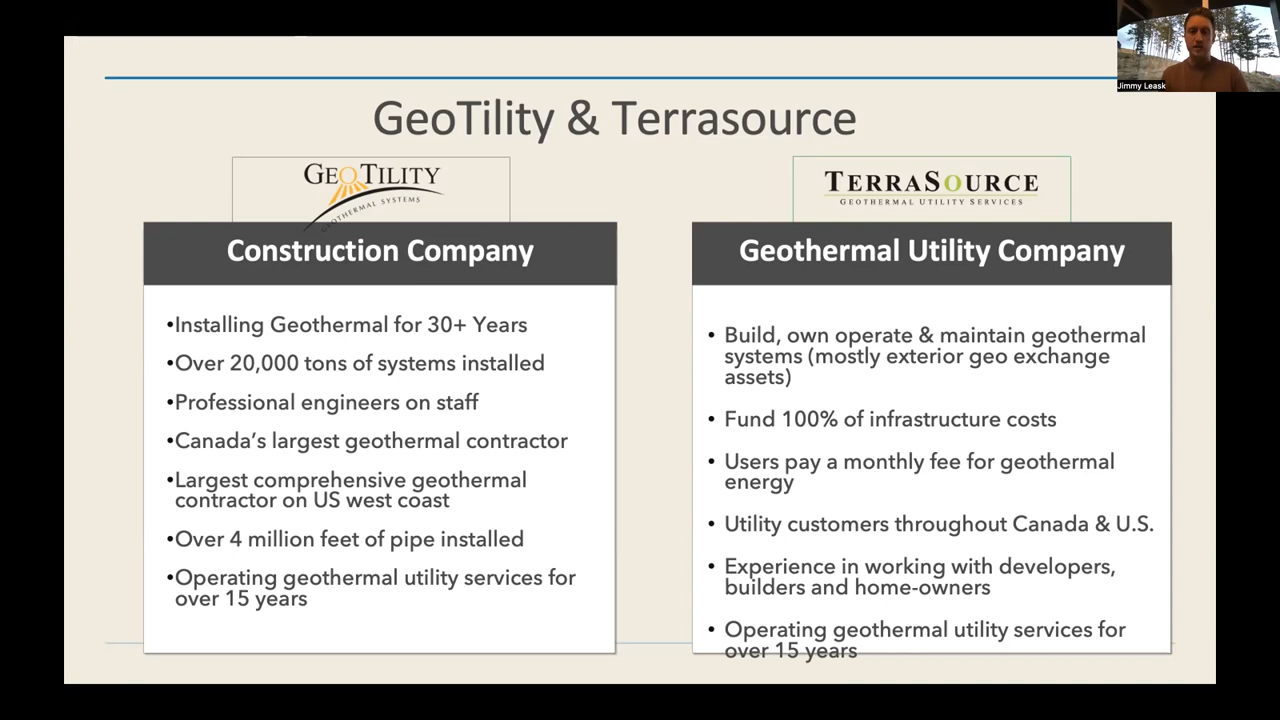 Jimmy Leask
GeoTility & Terrasource
GEOTILITY
GEOTHERMAL SYSTEMS
TERRASOURCE
GEOTHERMAL UTILITY SERVICES
Construction Company
•Installing Geothermal for 30+ Years
•Over 20,000 tons of systems installed
•Professional engineers on staff
•Canada's largest geothermal contractor
•Largest comprehensive geothermal
contractor on US west coast
•Over 4 million feet of pipe installed
•Operating geothermal utility services for
over 15 years
Geothermal Utility Company
• Build, own operate & maintain geothermal
systems (mostly exterior geo exchange
assets)
• Fund 100% of infrastructure costs
• Users pay a monthly fee for geothermal
energy
• Utility customers throughout Canada & U.S.
• Experience in working with developers,
builders and home-owners
• Operating geothermal utility services for
over 15 years